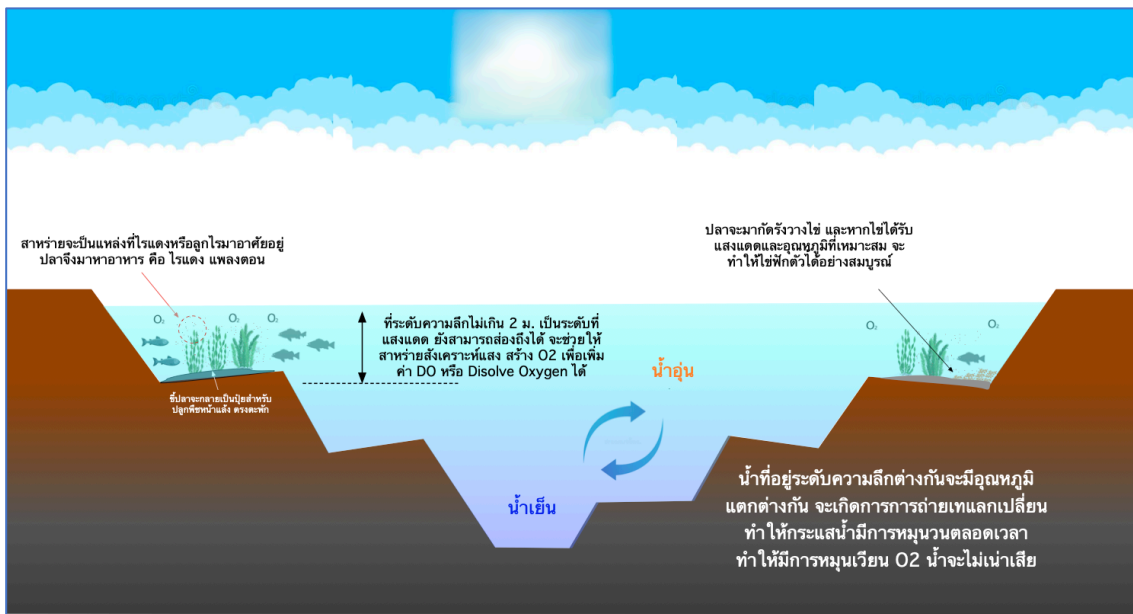 สาหร่ายจะป็นแหล่งที่ไรแดงหรือลูกไรมาอาศัยอยู่
ปลาจึงมาหาอาหาร คือ ไรแดง แพลงตอน
ปลาจะมากัดรังวางไข่ และหากไข่ได้รับ
แสงแดดและอุณหภูมิที่เหมาะสม จะ
ทำให้ไข่ฟักตัวได้อย่างสมบูรณ์
O₂
O₂
O₂
ที่ระดับความลึกไม่เกิน 2 ม. เป็นระดับที่
แสงแดด ยังสามารถส่องถึงได้ จะช่วยให้
สาหร่ายสังเคราะห์แสง สร้าง O2 เพื่อเพิ่ม
ค่า DO หรือ Disolve Oxygen ได้
O₂
O₂
น้ำอุ่น
ขี้ปลาจะกลายเป็นปุ๋ยสำหรับ
ปลูกพืชหน้าแล้ง ตรงตะพัก
น้ำเย็น
น้ำที่อยู่ระดับความลึกต่างกันจะมีอุณหภูมิ
แตกต่างกัน จะเกิดการการถ่ายเทแลกเปลี่ยน
ทำให้กระแสน้ำมีการหมุนวนตลอดเวลา
ทำให้มีการหมุนเวียน O2 น้ำจะไม่เน่าเสีย